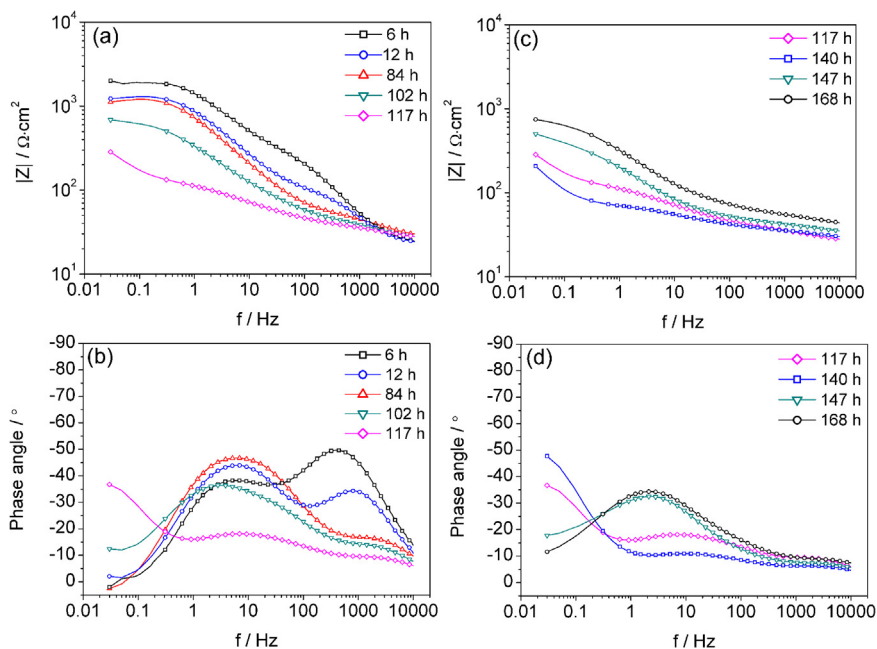 (a)
6 h
12 h
84 h
102 h
117 h
10⁴
10³
10²
10¹
|Z| / Ω·cm²
0.01 0.1 1 10 100 1000 10000
f / Hz
(c)
117 h
140 h
147 h
168 h
10⁴
10³
10²
10¹
|Z| / Ω·cm²
0.01 0.1 1 10 100 1000 10000
f / Hz
(b)
6 h
12 h
84 h
102 h
117 h
-90
-80
-70
-60
-50
-40
-30
-20
-10
0
Phase angle / °
0.01 0.1 1 10 100 1000 10000
f / Hz
(d)
117 h
140 h
147 h
168 h
-90
-80
-70
-60
-50
-40
-30
-20
-10
0
Phase angle / °
0.01 0.1 1 10 100 1000 10000
f / Hz